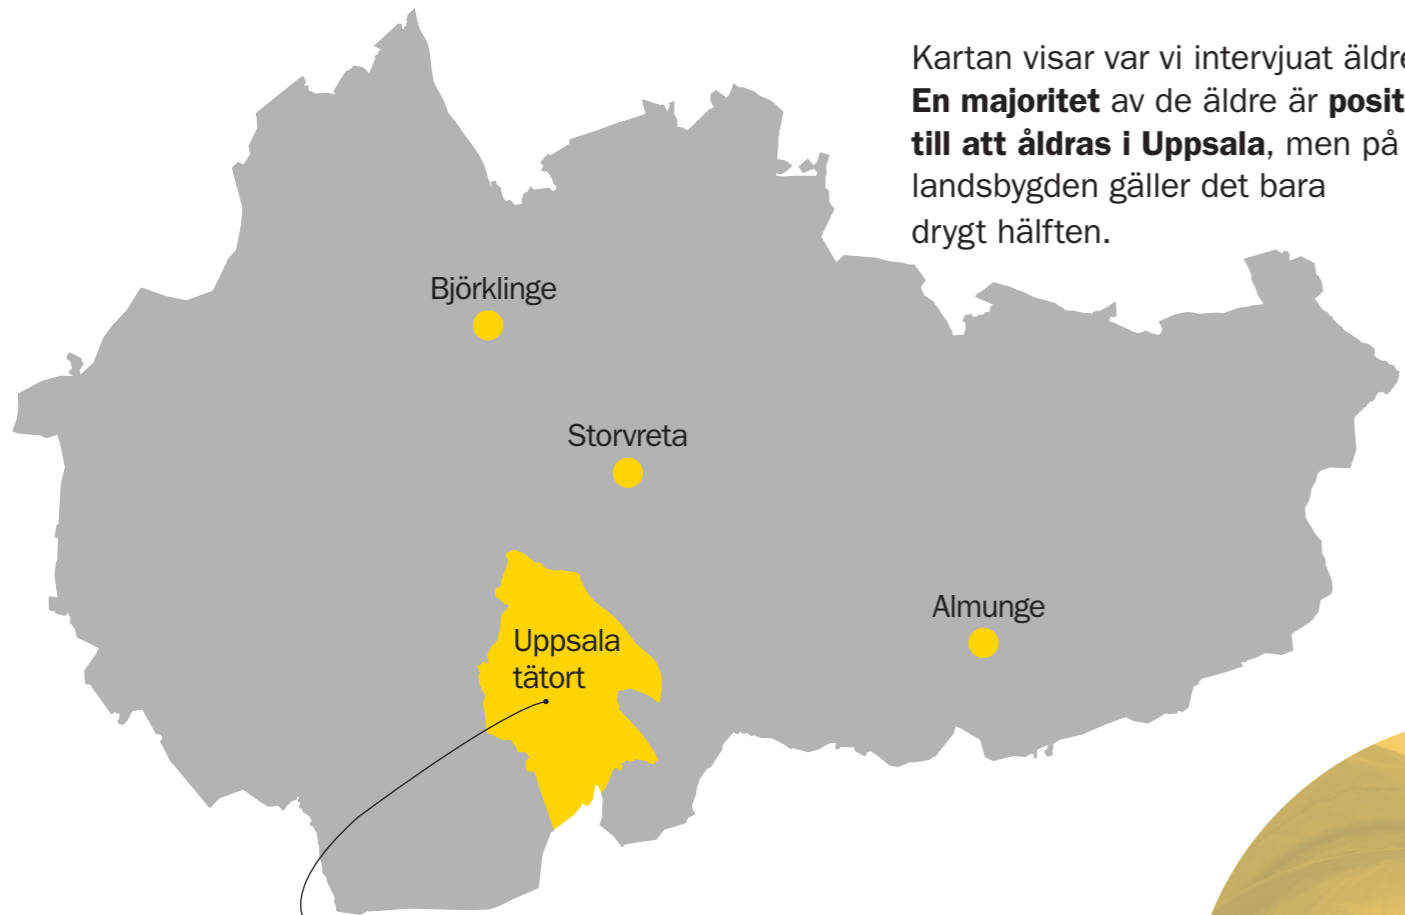 Kartan visar var vi intervjuat äldre
En majoritet av de äldre är posit
till att åldras i Uppsala, men på
landsbygden gäller det bara
drygt hälften.
Björklinge
Storvreta
Almunge
Uppsala
tätort